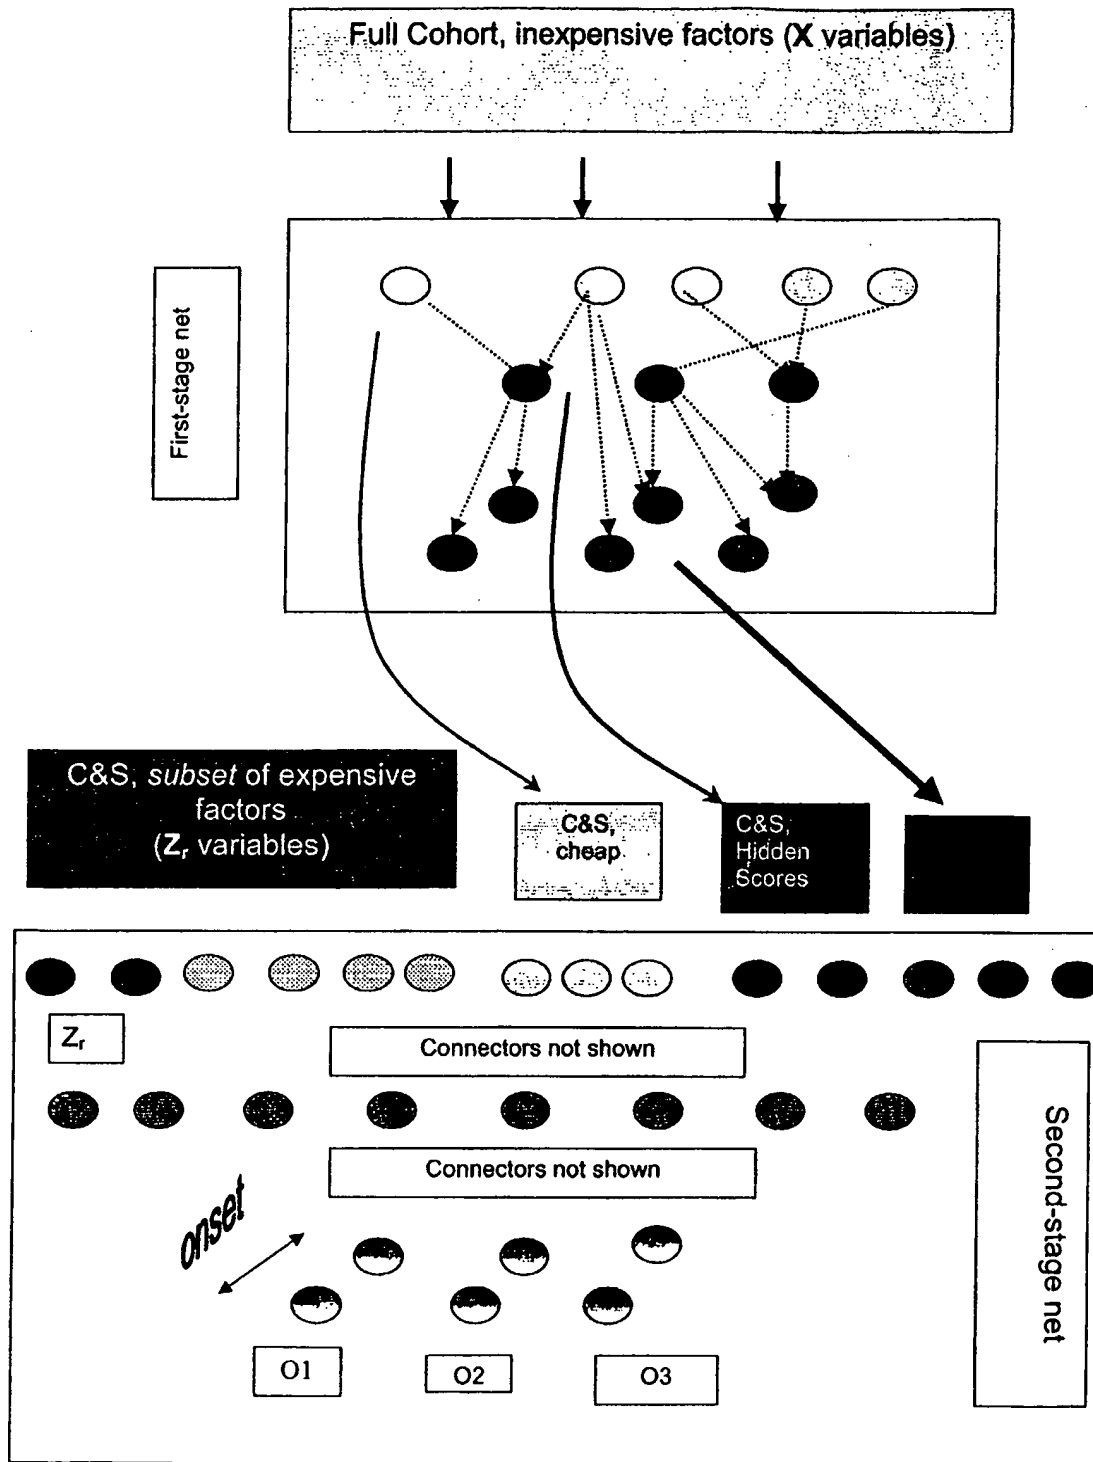 Full Cohort, inexpensive factors (X variables)
First-stage net
C&S, subset of expensive
factors
(Zr variables)
C&S,
cheap
C&S,
Hidden
Scores
Zr
Connectors not shown
Connectors not shown
Second-stage net
onset
O1
O2
O3